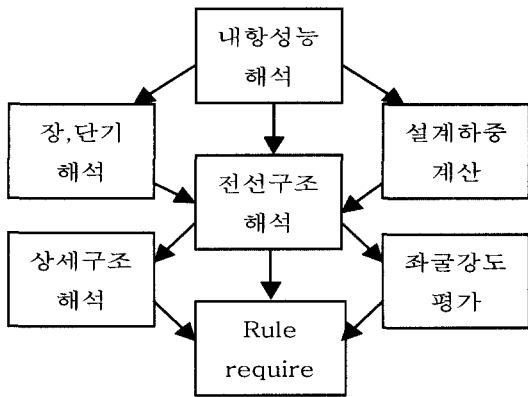 내항성능
해석
장,단기
해석
설계하중
계산
전선구조
해석
상세구조
해석
좌굴강도
평가
Rule
require